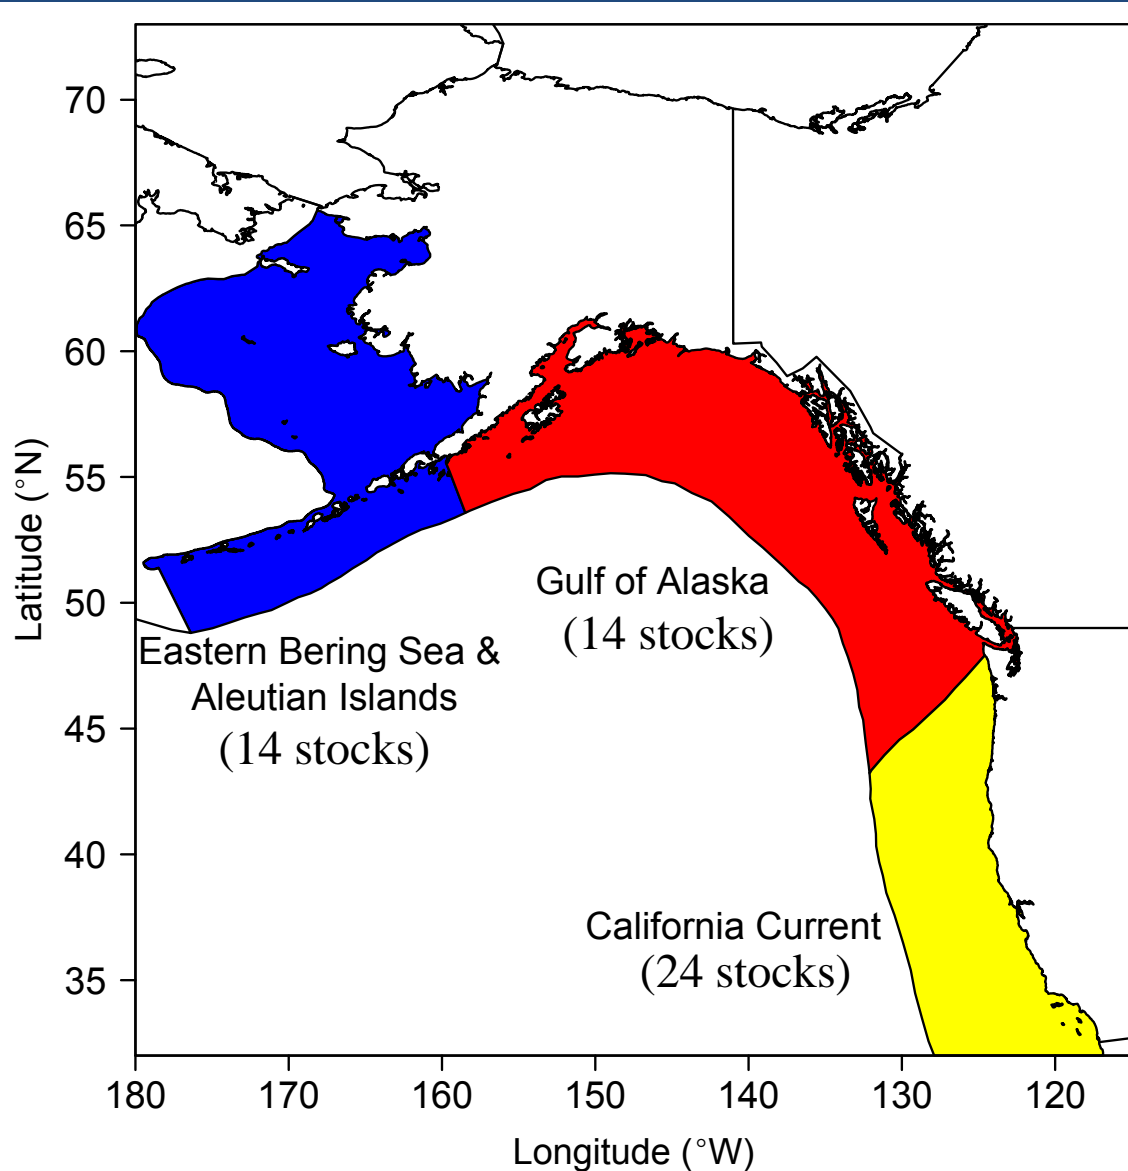 70
65
60
55
50
45
40
35
Latitude (°N)
Gulf of Alaska
(14 stocks)
Eastern Bering Sea &
Aleutian Islands
(14 stocks)
California Current
(24 stocks)
180
170
160
150
140
130
120
Longitude (°W)